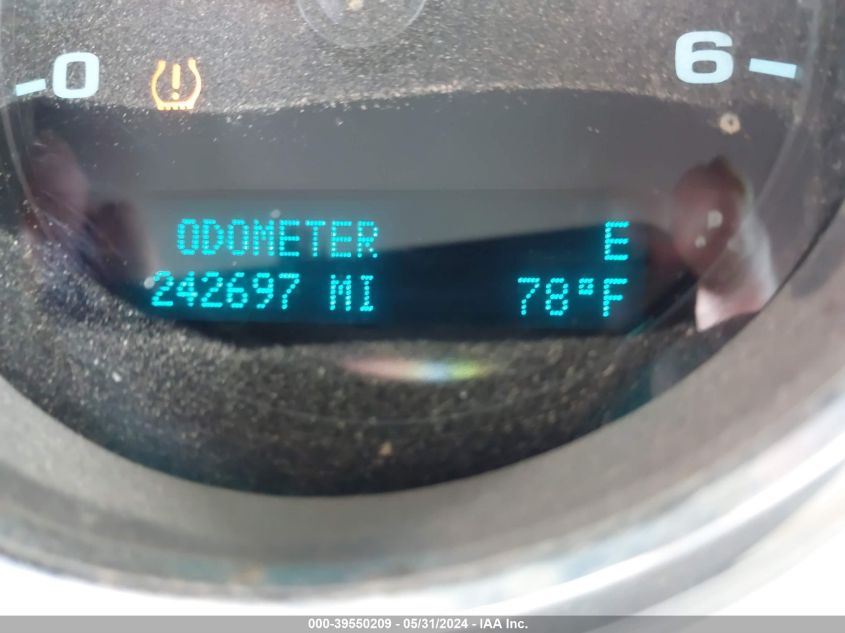 0 6
ODOMETER E
242697 MI 78°F
000-39550209 - 05/31/2024 - IAA Inc.